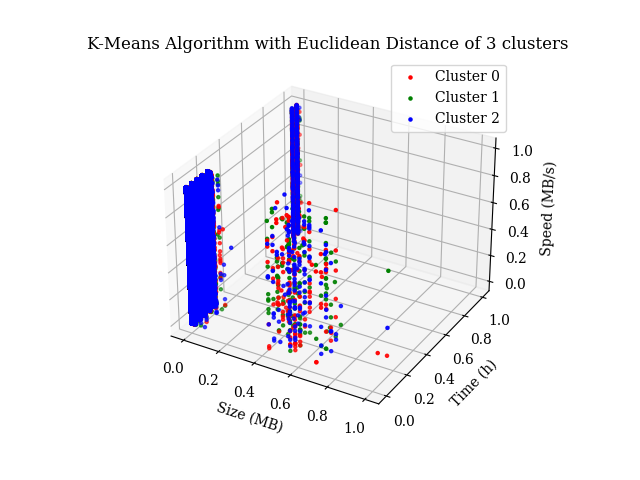 K-Means Algorithm with Euclidean Distance of 3 clusters
Cluster 0
Cluster 1
Cluster 2
1.0
0.8
0.6
0.4
0.2
0.0
Speed (MB/s)
1.0
0.8
0.6
0.4
0.2
0.0
Time (h)
0.0
0.2
0.4
0.6
0.8
1.0
Size (MB)